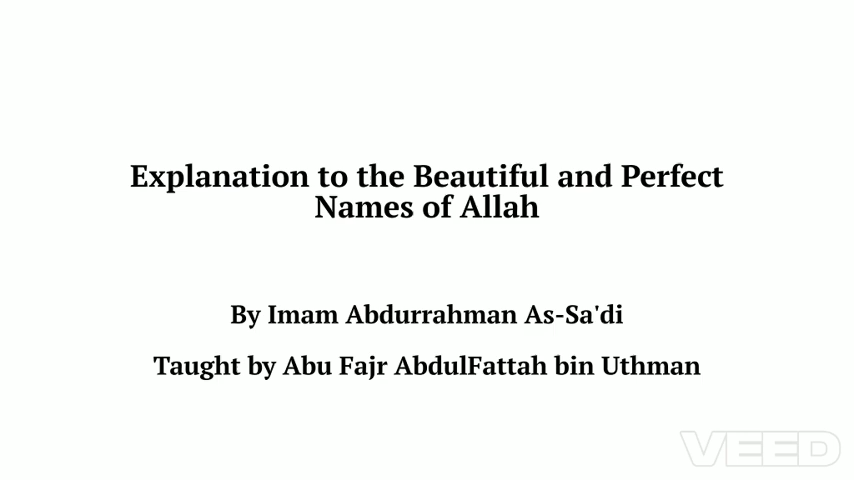 Explanation to the Beautiful and Perfect
Names of Allah
By Imam Abdurrahman As-Sa'di
Taught by Abu Fajr AbdulFattah bin Uthman
VEED